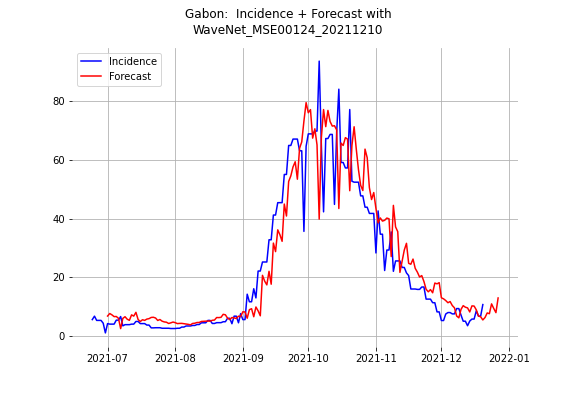 Gabon:  Incidence + Forecast with
WaveNet_MSE00124_20211210
Incidence
Forecast
80
60
40
20
0
2021-07 2021-08 2021-09 2021-10 2021-11 2021-12 2022-01